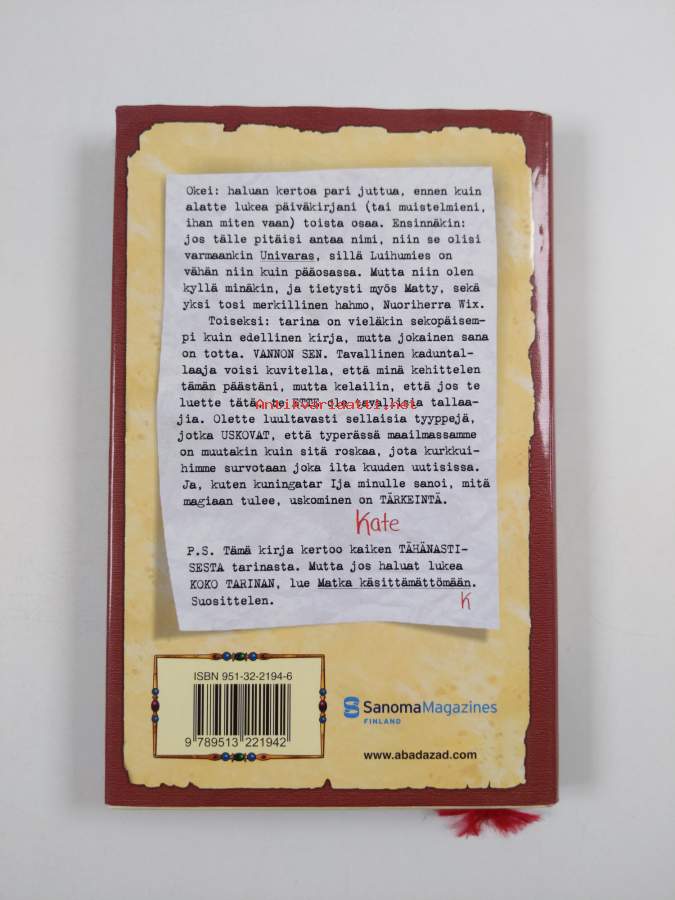 Okei: haluan kertoa pari juttua, ennen kuin
alatte lukea päiväkirjani (tai muistelmieni,
ihan miten vaan) toista osaa. Ensinnäkin:
jos tälle pitäisi antaa nimi, niin se olisi
varmaankin Univaras, sillä Luihumies on
vähän niin kuin pääosassa. Mutta niin olen
kyllä minäkin, ja tietysti myös Matty, sekä
yksi tosi merkillinen hahmo, Nuoriherra Wix.
Toiseksi: tarina on vieläkin sekopäisem-
pi kuin edellinen kirja, mutta jokainen sana
on totta. VANNON SEN. Tavallinen kaduntal-
laaja voisi kuvitella, että minä kehittelen
tämän päästäni, mutta kelailin, että jos te
luette tätä, te ETTE ole tavallisia tallaa-
Antikvariaatti.net
jia. Olette luultavasti sellaisia tyyppejä,
jotka USKOVAT, että typerässä maailmassamme
on muutakin kuin sitä roskaa, jota kurkkui-
himme survotaan joka ilta kuuden uutisissa.
Ja, kuten kuningatar Ija minulle sanoi, mitä
magiaan tulee, uskominen on TÄRKEINTÄ.
Kate
P.S. Tämä kirja kertoo kaiken TÄHÄNASTI-
SESTA tarinasta. Mutta jos haluat lukea
KOKO TARINAN, lue Matka käsittämättömään.
Suosittelen.
K
ISBN 951-32-2194-6
9 789513 221942
SanomaMagazines
FINLAND
www.abadazad.com